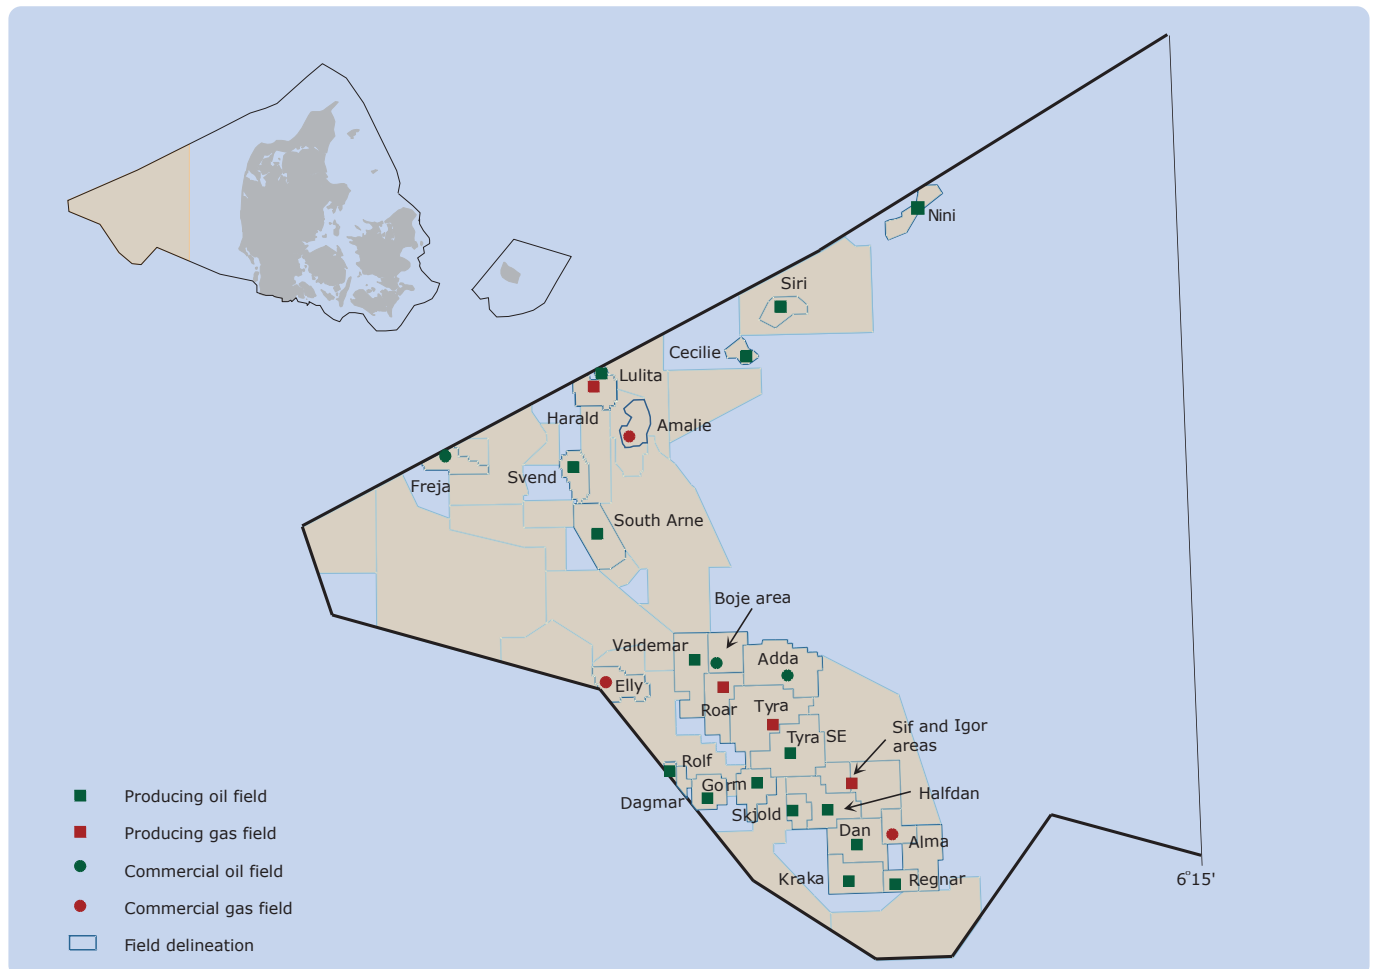 Nini
Siri
Cecilie
Lulita
Harald
Amalie
Freja
Svend
South Arne
Boje area
Valdemar
Adda
Elly
Roar
Tyra
Tyra SE
Sif and Igor
areas
Rolf
Gorm
Dagmar
Skjold
Halfdan
Dan
Alma
Kraka
Regnar
6°15'
Producing oil field
Producing gas field
Commercial oil field
Commercial gas field
Field delineation